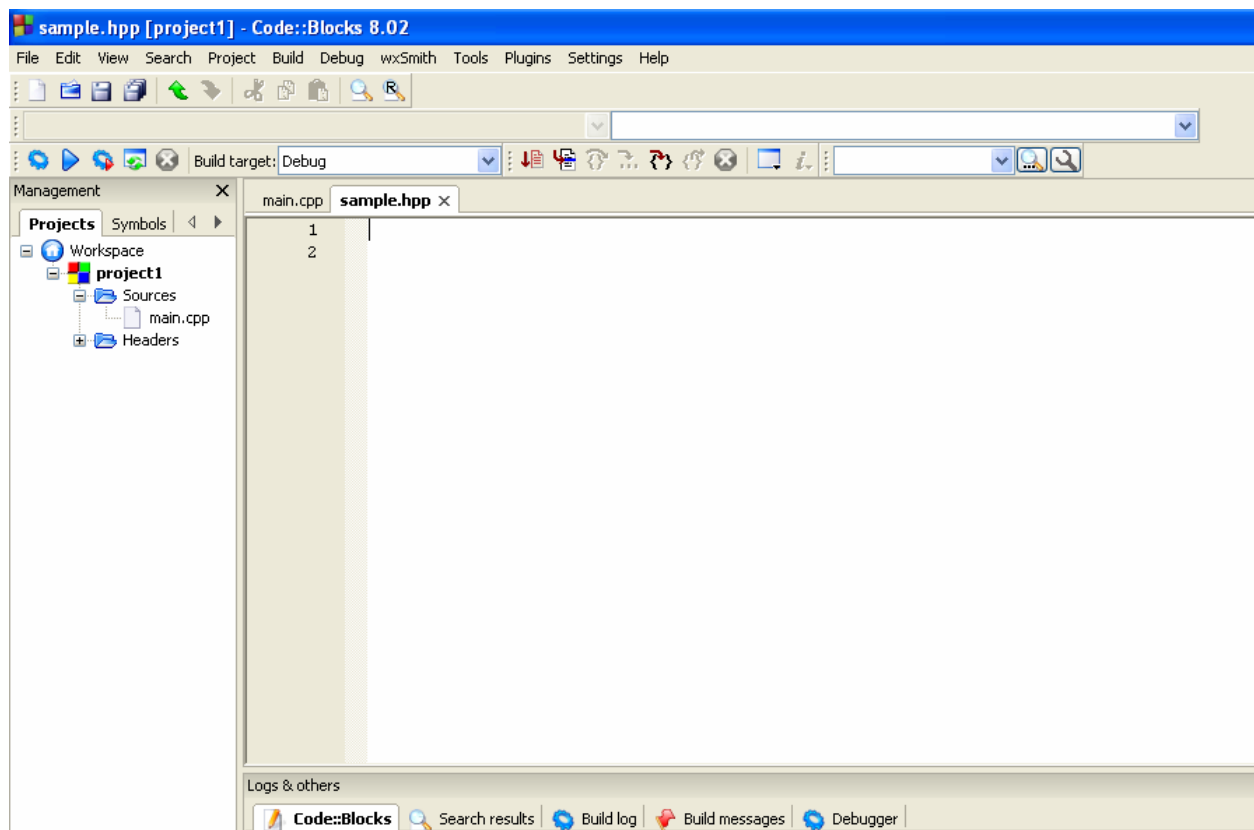 sample.hpp [project1] - Code::Blocks 8.02
File Edit View Search Project Build Debug wxSmith Tools Plugins Settings Help
R
Build target: Debug
Management
main.cpp sample.hpp
Projects Symbols
1
2
Workspace
project1
Sources
main.cpp
Headers
Logs & others
Code::Blocks Search results Build log Build messages Debugger